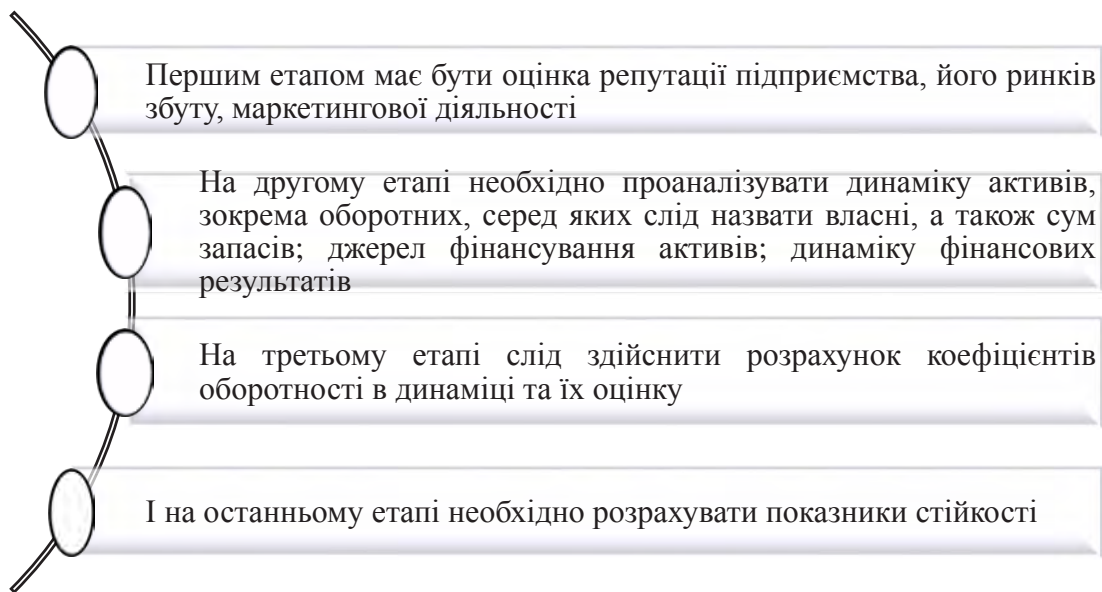 Першим етапом має бути оцінка репутації підприємства, його ринків
збуту, маркетингової діяльності
На другому етапі необхідно проаналізувати динаміку активів,
зокрема оборотних, серед яких слід назвати власні, а також сум
запасів; джерел фінансування активів; динаміку фінансових
результатів
На третьому етапі слід здійснити розрахунок коефіцієнтів
оборотності в динаміці та їх оцінку
І на останньому етапі необхідно розрахувати показники стійкості